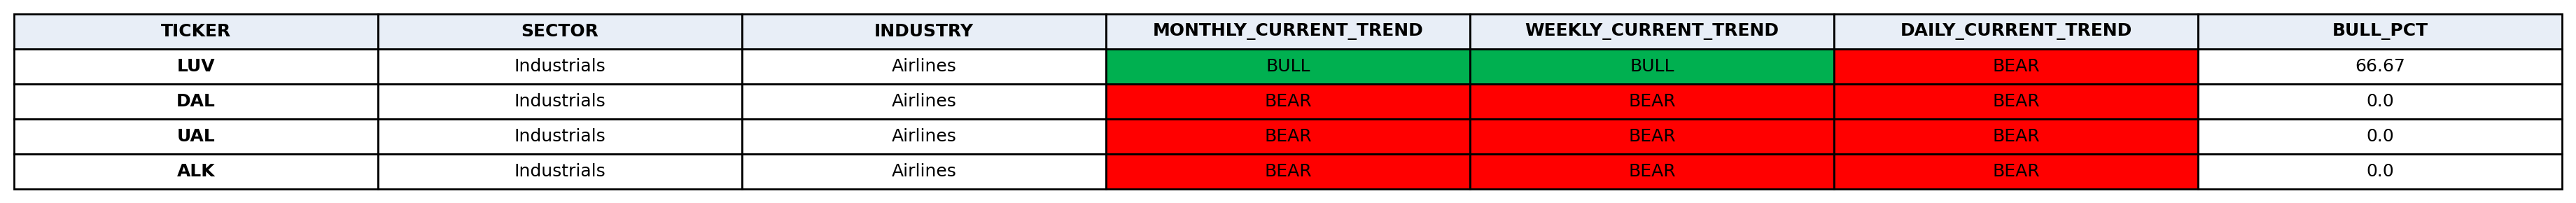 TICKER SECTOR INDUSTRY MONTHLY_CURRENT_TREND WEEKLY_CURRENT_TREND DAILY_CURRENT_TREND BULL_PCT
LUV Industrials Airlines BULL BULL BEAR 66.67
DAL Industrials Airlines BEAR BEAR BEAR 0.0
UAL Industrials Airlines BEAR BEAR BEAR 0.0
ALK Industrials Airlines BEAR BEAR BEAR 0.0